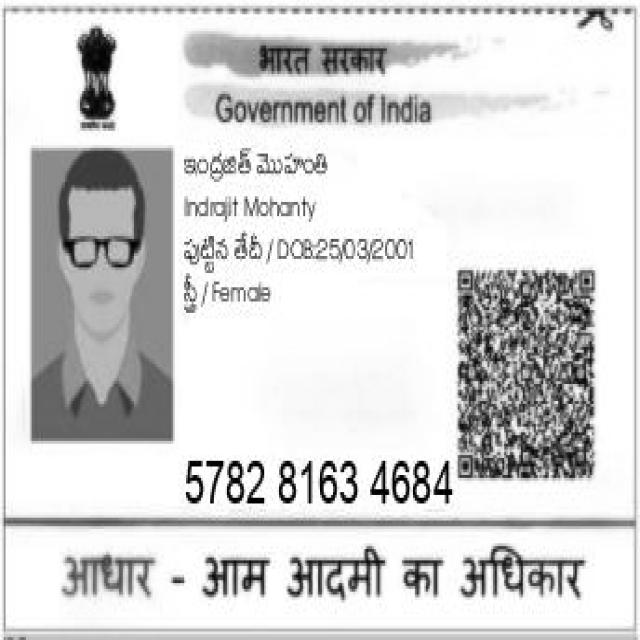 भारत सरकार
Government of India
ఇంద్రజిత్ మొహంతి
Indrajit Mohanty
పుట్టిన తేదీ / DOB:25/03/2001
స్త్రీ / Female
5782 8163 4684
आधार - आम आदमी का अधिकार